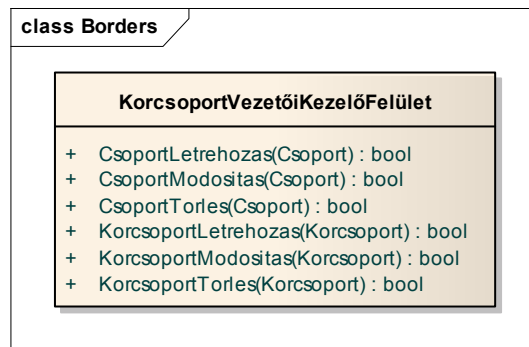 class Borders
KorcsoportVezetőiKezelőFelület
+ CsoportLetrehozas(Csoport) : bool
+ CsoportModositas(Csoport) : bool
+ CsoportTorles(Csoport) : bool
+ KorcsoportLetrehozas(Korcsoport) : bool
+ KorcsoportModositas(Korcsoport) : bool
+ KorcsoportTorles(Korcsoport) : bool